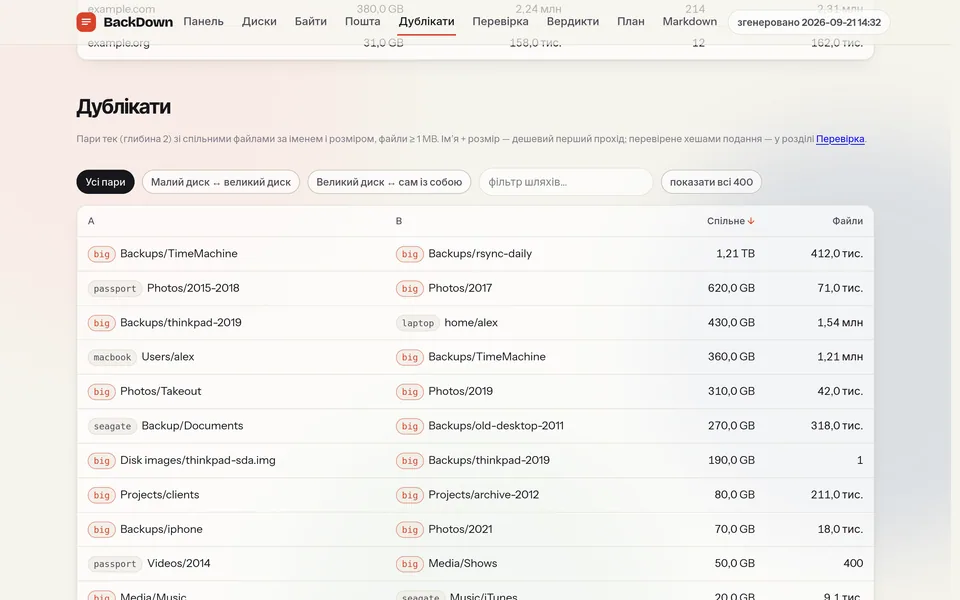 example.com 380,0 GB 2,24 млн 214 2,31 млн
BackDown Панель Диски Байти Пошта Дублікати Перевірка Вердикти План Markdown згенеровано 2026-09-21 14:32
example.org 31,0 GB 158,0 тис. 12 162,0 тис.
Дублікати
Пари тек (глибина 2) зі спільними файлами за іменем і розміром, файли ≥ 1 MB. Ім’я + розмір — дешевий перший прохід; перевірене хешами подання — у розділі Перевірка.
Усі пари Малий диск ↔ великий диск Великий диск ↔ сам із собою фільтр шляхів… показати всі 400
A B Спільне ↓ Файли
big Backups/TimeMachine big Backups/rsync-daily 1,21 TB 412,0 тис.
passport Photos/2015-2018 big Photos/2017 620,0 GB 71,0 тис.
big Backups/thinkpad-2019 laptop home/alex 430,0 GB 1,54 млн
macbook Users/alex big Backups/TimeMachine 360,0 GB 1,21 млн
big Photos/Takeout big Photos/2019 310,0 GB 42,0 тис.
seagate Backup/Documents big Backups/old-desktop-2011 270,0 GB 318,0 тис.
big Disk images/thinkpad-sda.img big Backups/thinkpad-2019 190,0 GB 1
big Projects/clients big Projects/archive-2012 80,0 GB 211,0 тис.
big Backups/iphone big Photos/2021 70,0 GB 18,0 тис.
passport Videos/2014 big Media/Shows 50,0 GB 400
big Media/Music seagate Music/iTunes 20,0 GB 9,1 тис.